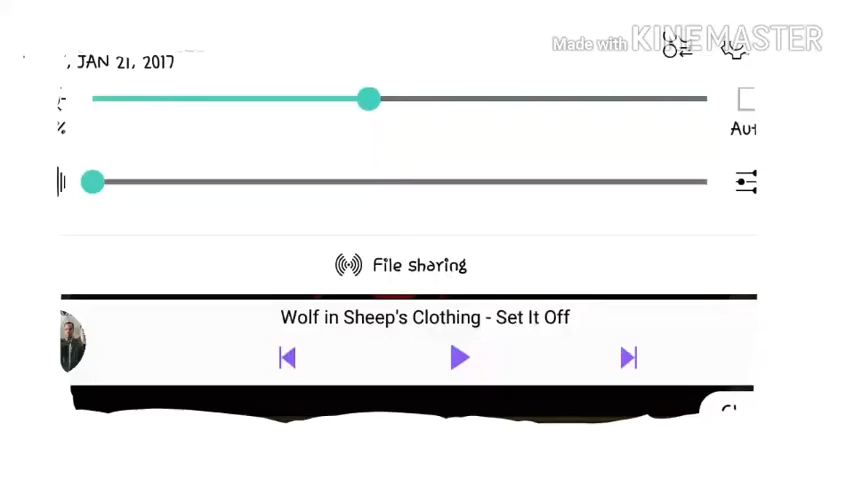 Made with KINEMASTER
, JAN 21, 2017
%
File sharing
Wolf in Sheep's Clothing - Set It Off